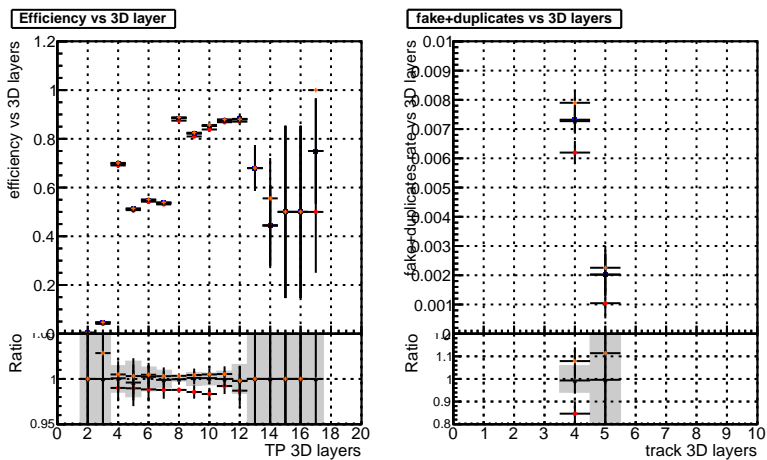 Efficiency vs 3D layer
efficiency vs 3D layers
1.2
1
0.8
0.6
0.4
0.2
0
Ratio
1
0.95
0 2 4 6 8 10 12 14 16 18 20
TP 3D layers
fake+duplicates vs 3D layers
fake+duplicates rate vs 3D layers
0.01
0.009
0.008
0.007
0.006
0.003
0.002
0.001
0
Ratio
1.1
1
0.9
0.8
0 1 2 3 4 5 6 7 8 9 10
track 3D layers